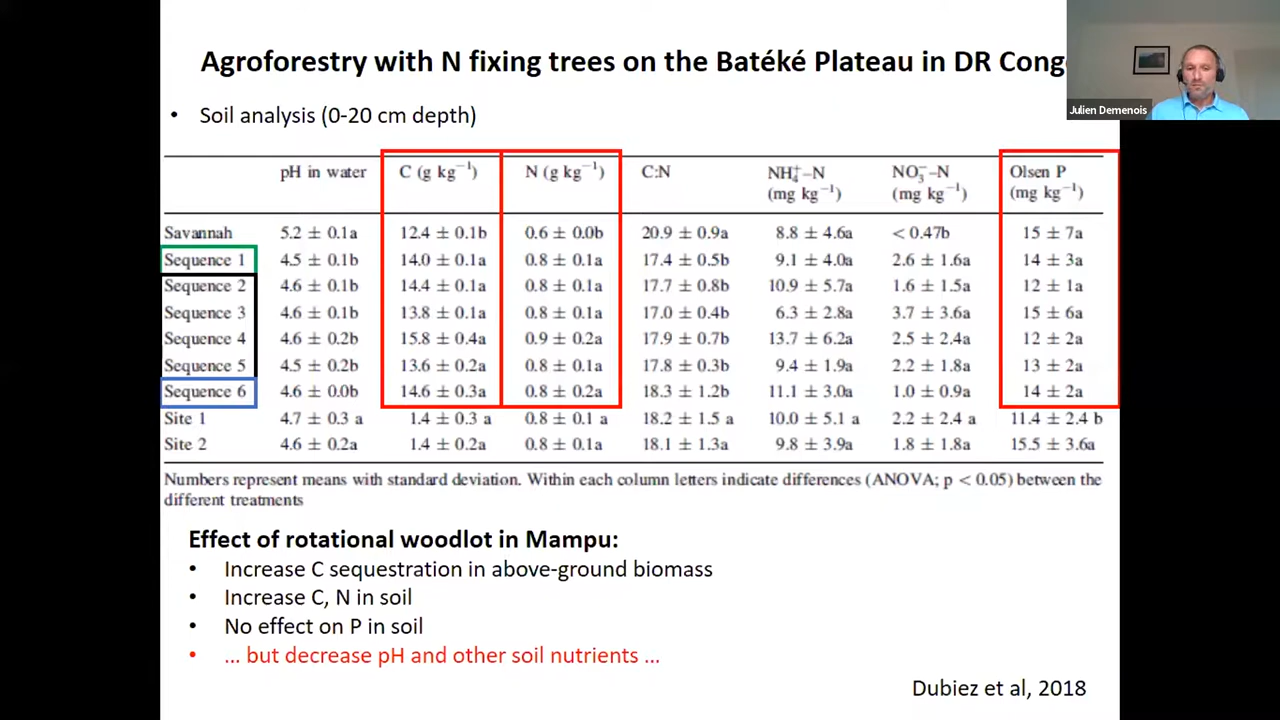 Agroforestry with N fixing trees on the Batéké Plateau in DR Cong
Julien Demenois
• Soil analysis (0-20 cm depth)
pH in water C (g kg⁻¹) N (g kg⁻¹) C:N NH₄⁺–N (mg kg⁻¹) NO₃⁻–N (mg kg⁻¹) Olsen P (mg kg⁻¹)
Savannah 5.2 ± 0.1a 12.4 ± 0.1b 0.6 ± 0.0b 20.9 ± 0.9a 8.8 ± 4.6a < 0.47b 15 ± 7a
Sequence 1 4.5 ± 0.1b 14.0 ± 0.1a 0.8 ± 0.1a 17.4 ± 0.5b 9.1 ± 4.0a 2.6 ± 1.6a 14 ± 3a
Sequence 2 4.6 ± 0.1b 14.4 ± 0.1a 0.8 ± 0.1a 17.7 ± 0.8b 10.9 ± 5.7a 1.6 ± 1.5a 12 ± 1a
Sequence 3 4.6 ± 0.1b 13.8 ± 0.1a 0.8 ± 0.1a 17.0 ± 0.4b 6.3 ± 2.8a 3.7 ± 3.6a 15 ± 6a
Sequence 4 4.6 ± 0.2b 15.8 ± 0.4a 0.9 ± 0.2a 17.9 ± 0.7b 13.7 ± 6.2a 2.5 ± 2.4a 12 ± 2a
Sequence 5 4.5 ± 0.2b 13.6 ± 0.2a 0.8 ± 0.1a 17.8 ± 0.3b 9.4 ± 1.9a 2.2 ± 1.8a 13 ± 2a
Sequence 6 4.6 ± 0.0b 14.6 ± 0.3a 0.8 ± 0.2a 18.3 ± 1.2b 11.1 ± 3.0a 1.0 ± 0.9a 14 ± 2a
Site 1 4.7 ± 0.3 a 1.4 ± 0.3 a 0.8 ± 0.1 a 18.2 ± 1.5 a 10.0 ± 5.1 a 2.2 ± 2.4 a 11.4 ± 2.4 b
Site 2 4.6 ± 0.2a 1.4 ± 0.2a 0.8 ± 0.1a 18.1 ± 1.3a 9.8 ± 3.9a 1.8 ± 1.8a 15.5 ± 3.6a
Numbers represent means with standard deviation. Within each column letters indicate differences (ANOVA; p < 0.05) between the
different treatments
Effect of rotational woodlot in Mampu:
• Increase C sequestration in above-ground biomass
• Increase C, N in soil
• No effect on P in soil
• ... but decrease pH and other soil nutrients ...
Dubiez et al, 2018